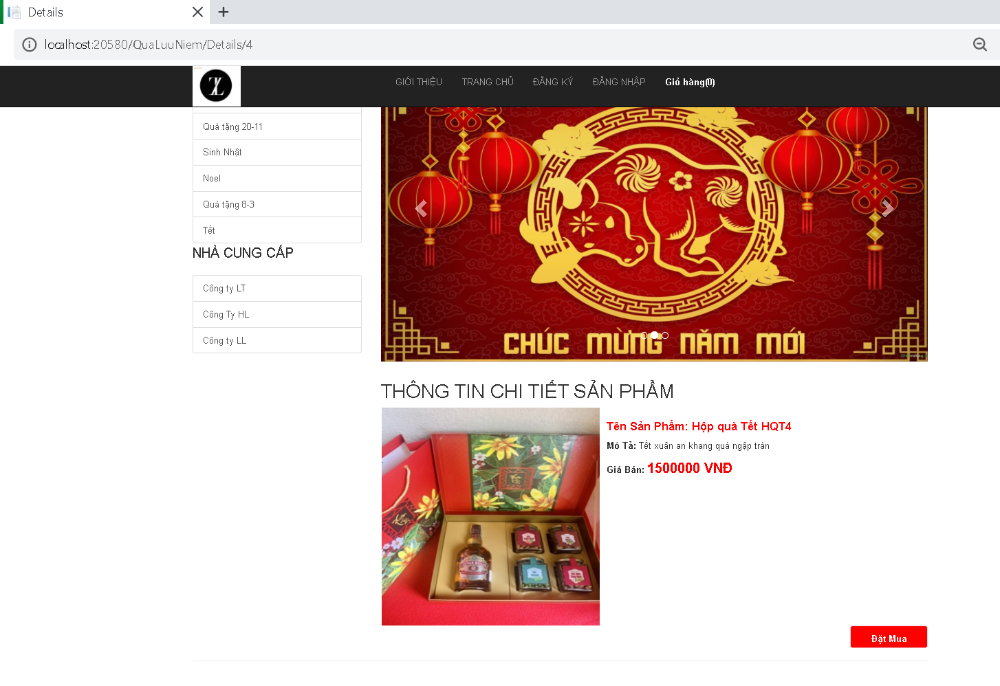 Details
localhost:20580/QuaLuuNiem/Details/4
GIỚI THIỆU TRANG CHỦ ĐĂNG KÝ ĐĂNG NHẬP Giỏ hàng(0)
Quà tặng 20-11
Sinh Nhật
Noel
Quà tặng 8-3
Tết
NHÀ CUNG CẤP
Công ty LT
Công Ty HL
Công ty LL
CHÚC MỪNG NĂM MỚI
THÔNG TIN CHI TIẾT SẢN PHẨM
Tên Sản Phẩm: Hộp quà Tết HQT4
Mô Tả: Tết xuân an khang quà ngập tràn
Giá Bán: 1500000 VNĐ
Đặt Mua